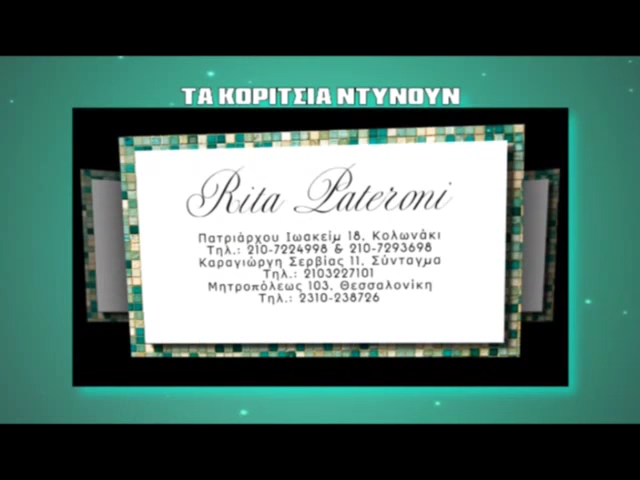 ΤΑ ΚΟΡΙΤΣΙΑ ΝΤΥΝΟΥΝ
Rita Pateroni
Πατριάρχου Ιωακείμ 18, Κολωνάκι
Τηλ.: 210-7224998 & 210-7293698
Καραγιώργη Σερβίας 11, Σύνταγμα
Τηλ.: 2103227101
Μητροπόλεως 103, Θεσσαλονίκη
Τηλ.: 2310-238726